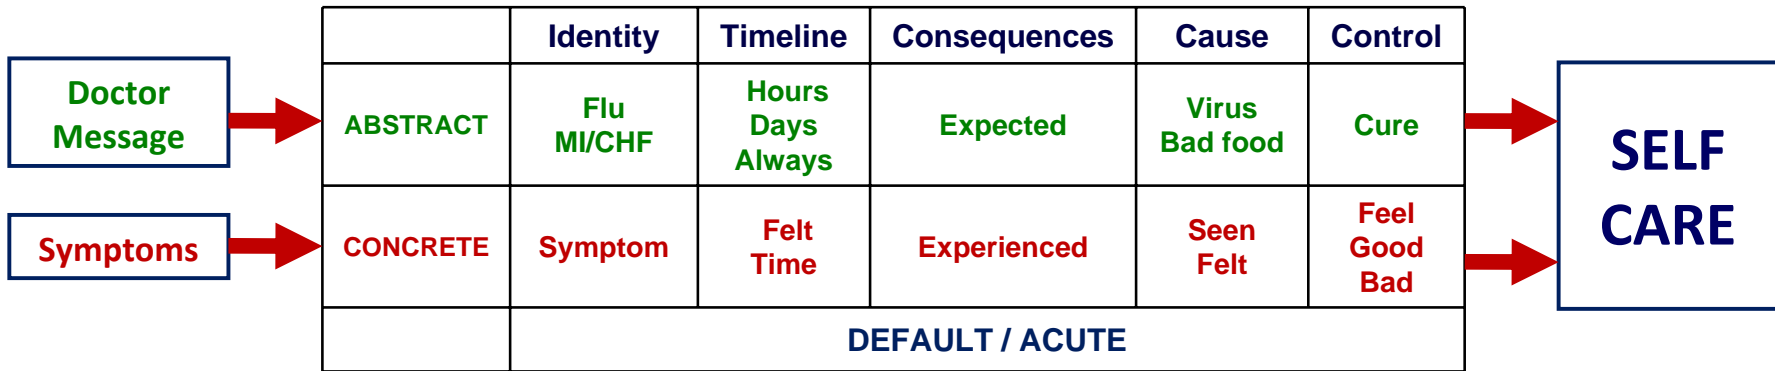 Identity Timeline Consequences Cause Control
Doctor
Message
ABSTRACT
Flu
MI/CHF
Hours
Days
Always
Expected
Virus
Bad food
Cure
Symptoms
CONCRETE
Symptom
Felt
Time
Experienced
Seen
Felt
Feel
Good
Bad
DEFAULT / ACUTE
SELF
CARE